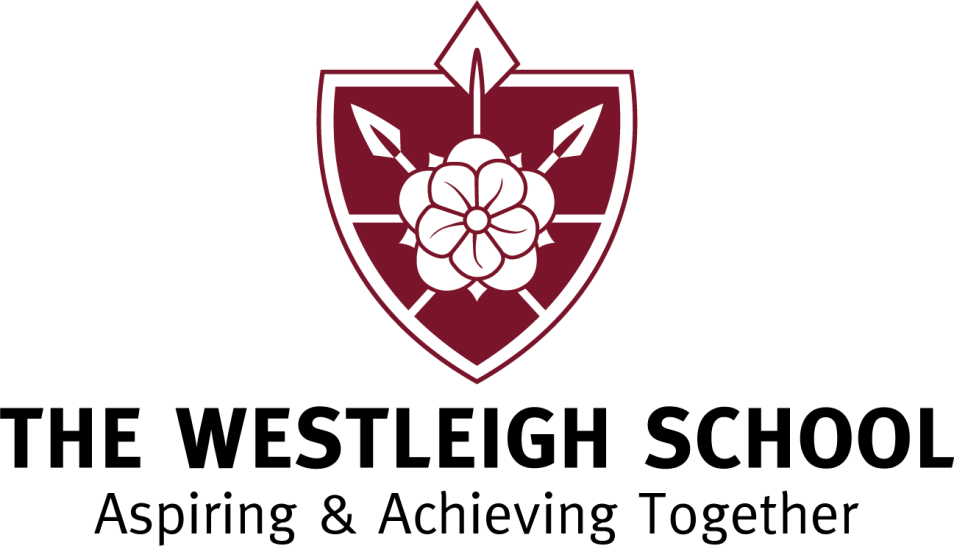 THE WESTLEIGH SCHOOL
Aspiring & Achieving Together